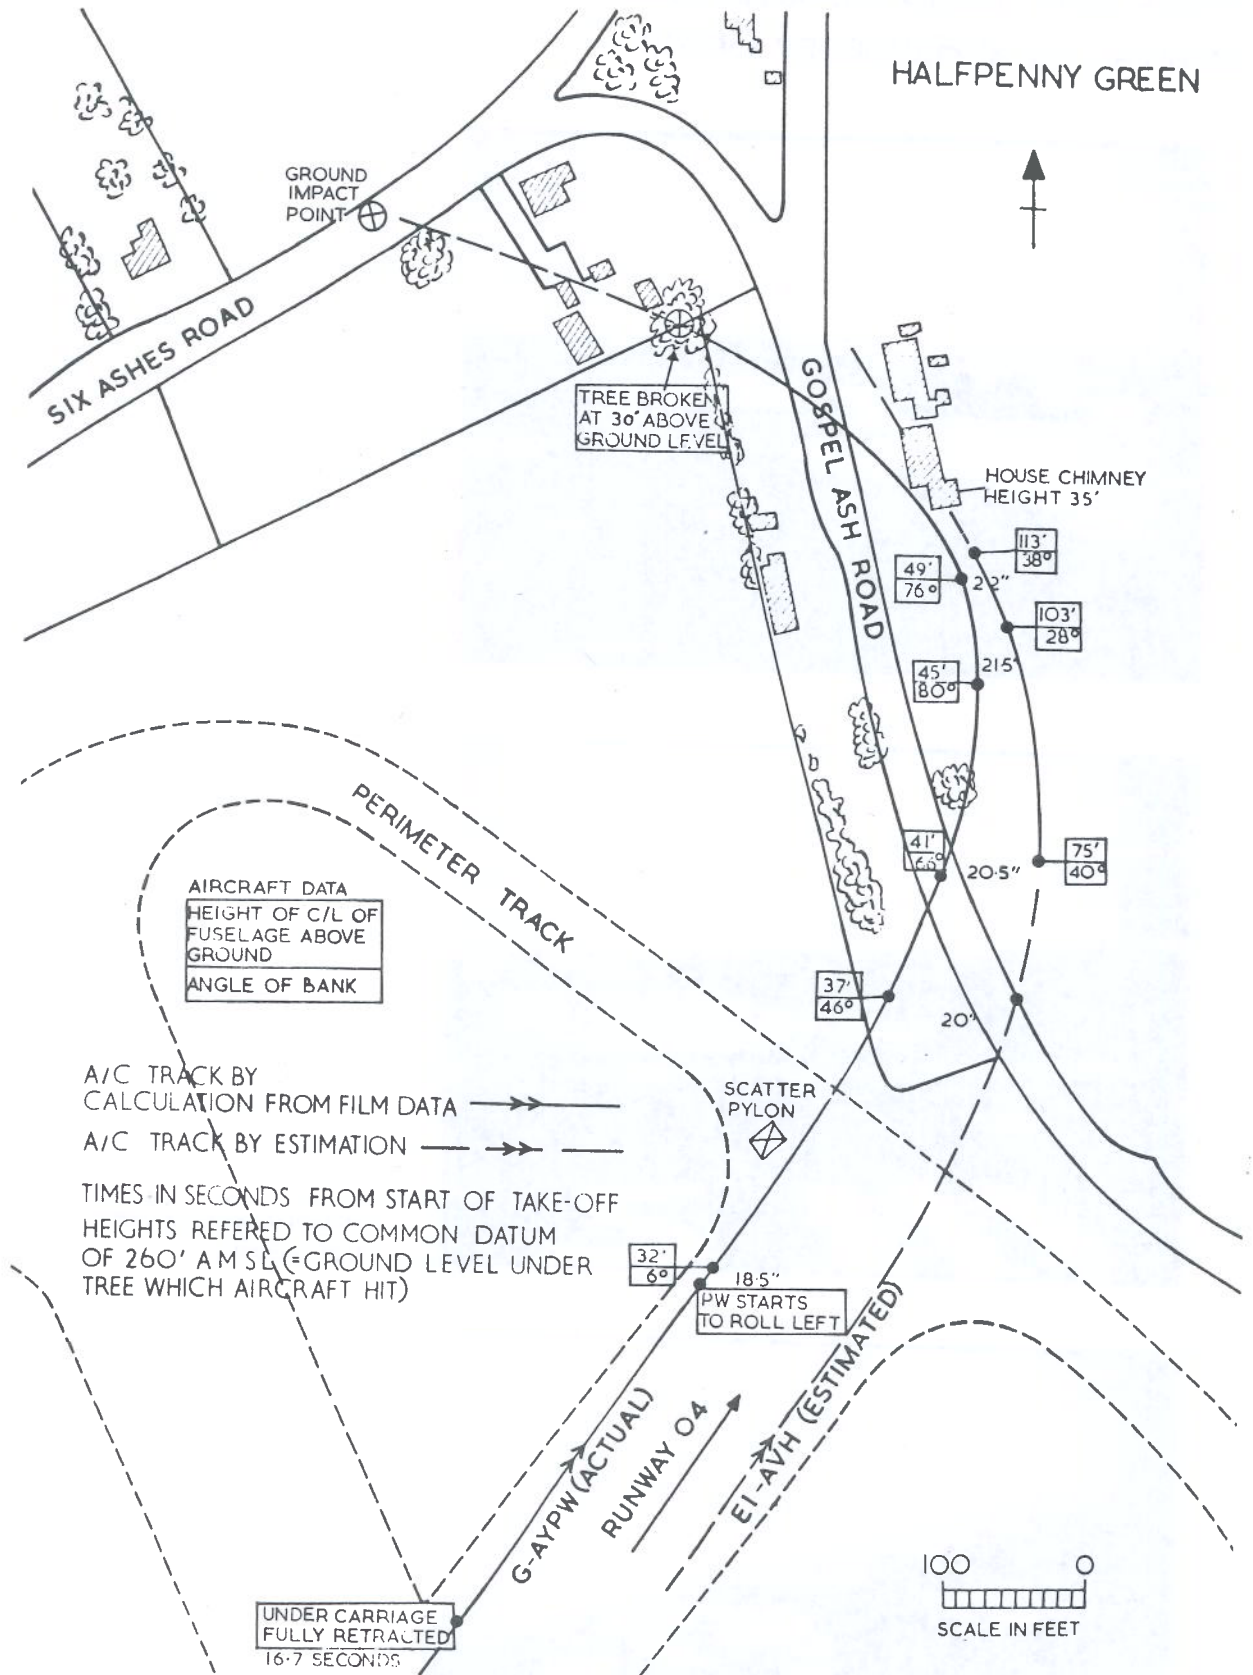 HALFPENNY GREEN
GROUND
IMPACT
POINT
SIX ASHES ROAD
TREE BROKEN
AT 30' ABOVE
GROUND LEVEL
GOSPEL ASH ROAD
HOUSE CHIMNEY
HEIGHT 35'
113'
38°
49'
76°
22"
103'
28°
45'
80°
21·5"
PERIMETER TRACK
41'
66°
20·5"
75'
40°
AIRCRAFT DATA
HEIGHT OF C/L OF
FUSELAGE ABOVE
GROUND
ANGLE OF BANK
37'
46°
20"
A/C TRACK BY
CALCULATION FROM FILM DATA
A/C TRACK BY ESTIMATION
SCATTER
PYLON
TIMES IN SECONDS FROM START OF TAKE-OFF
HEIGHTS REFERED TO COMMON DATUM
OF 260' A M S L (=GROUND LEVEL UNDER
TREE WHICH AIRCRAFT HIT)
32'
6°
18·5"
PW STARTS
TO ROLL LEFT
G-AYPW (ACTUAL)
RUNWAY 04
EI-AVH (ESTIMATED)
UNDER CARRIAGE
FULLY RETRACTED
16·7 SECONDS
100 0
SCALE IN FEET